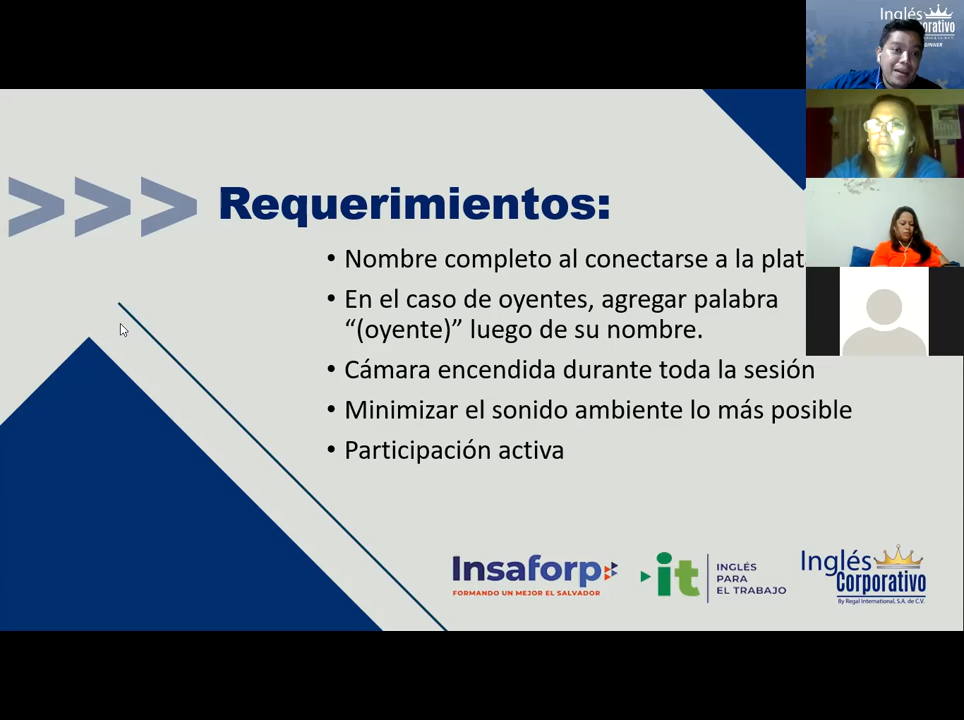 Inglés
Corporativo
>>> Requerimientos:
• Nombre completo al conectarse a la
• En el caso de oyentes, agregar palabra
“(oyente)” luego de su nombre.
• Cámara encendida durante toda la sesión
• Minimizar el sonido ambiente lo más posible
• Participación activa
Insaforp
FORMANDO UN MEJOR EL SALVADOR
it
INGLÉS
PARA
EL TRABAJO
Inglés
Corporativo
By Regal International, S.A. de C.V.